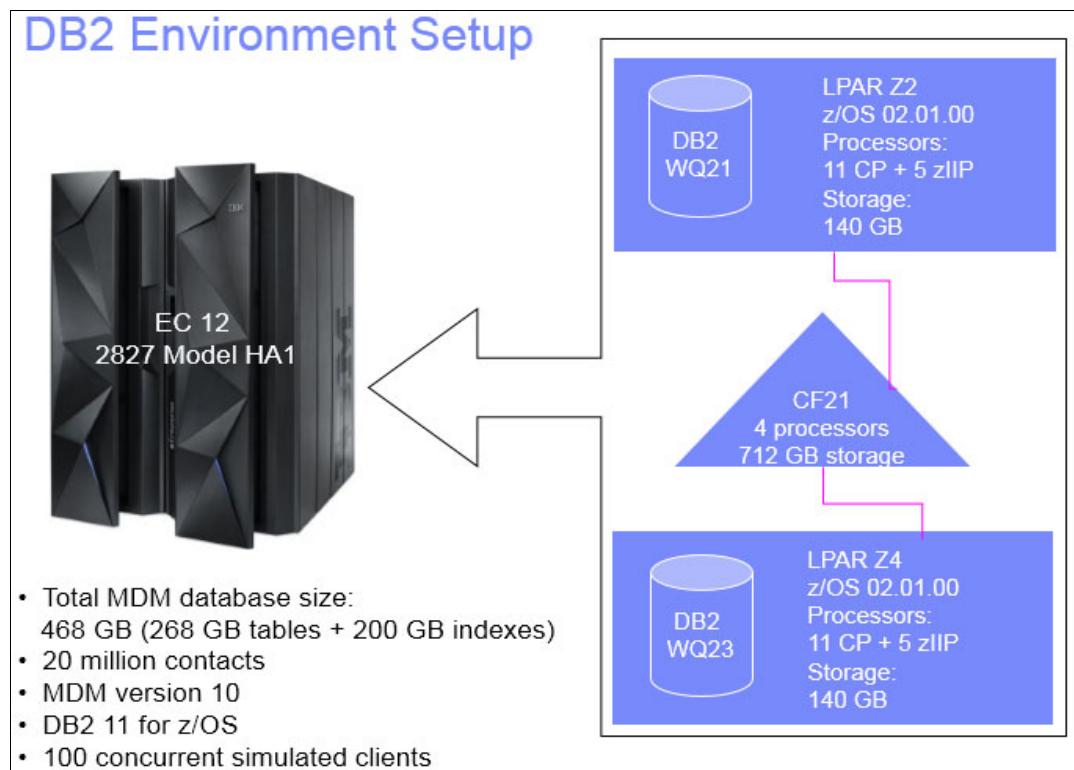 DB2 Environment Setup
LPAR Z2
z/OS 02.01.00
Processors:
11 CP + 5 zIIP
Storage:
140 GB
DB2
WQ21
IBM
EC 12
2827 Model HA1
CF21
4 processors
712 GB storage
LPAR Z4
z/OS 02.01.00
Processors:
11 CP + 5 zIIP
Storage:
140 GB
DB2
WQ23
• Total MDM database size:
468 GB (268 GB tables + 200 GB indexes)
• 20 million contacts
• MDM version 10
• DB2 11 for z/OS
• 100 concurrent simulated clients